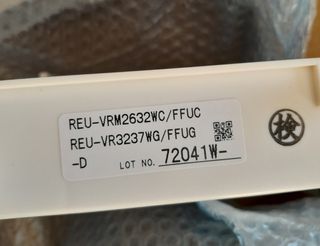 REU-VRM2632WC/FFUC
REU-VR3237WG/FFUG
-D LOT NO. 72041W-
検